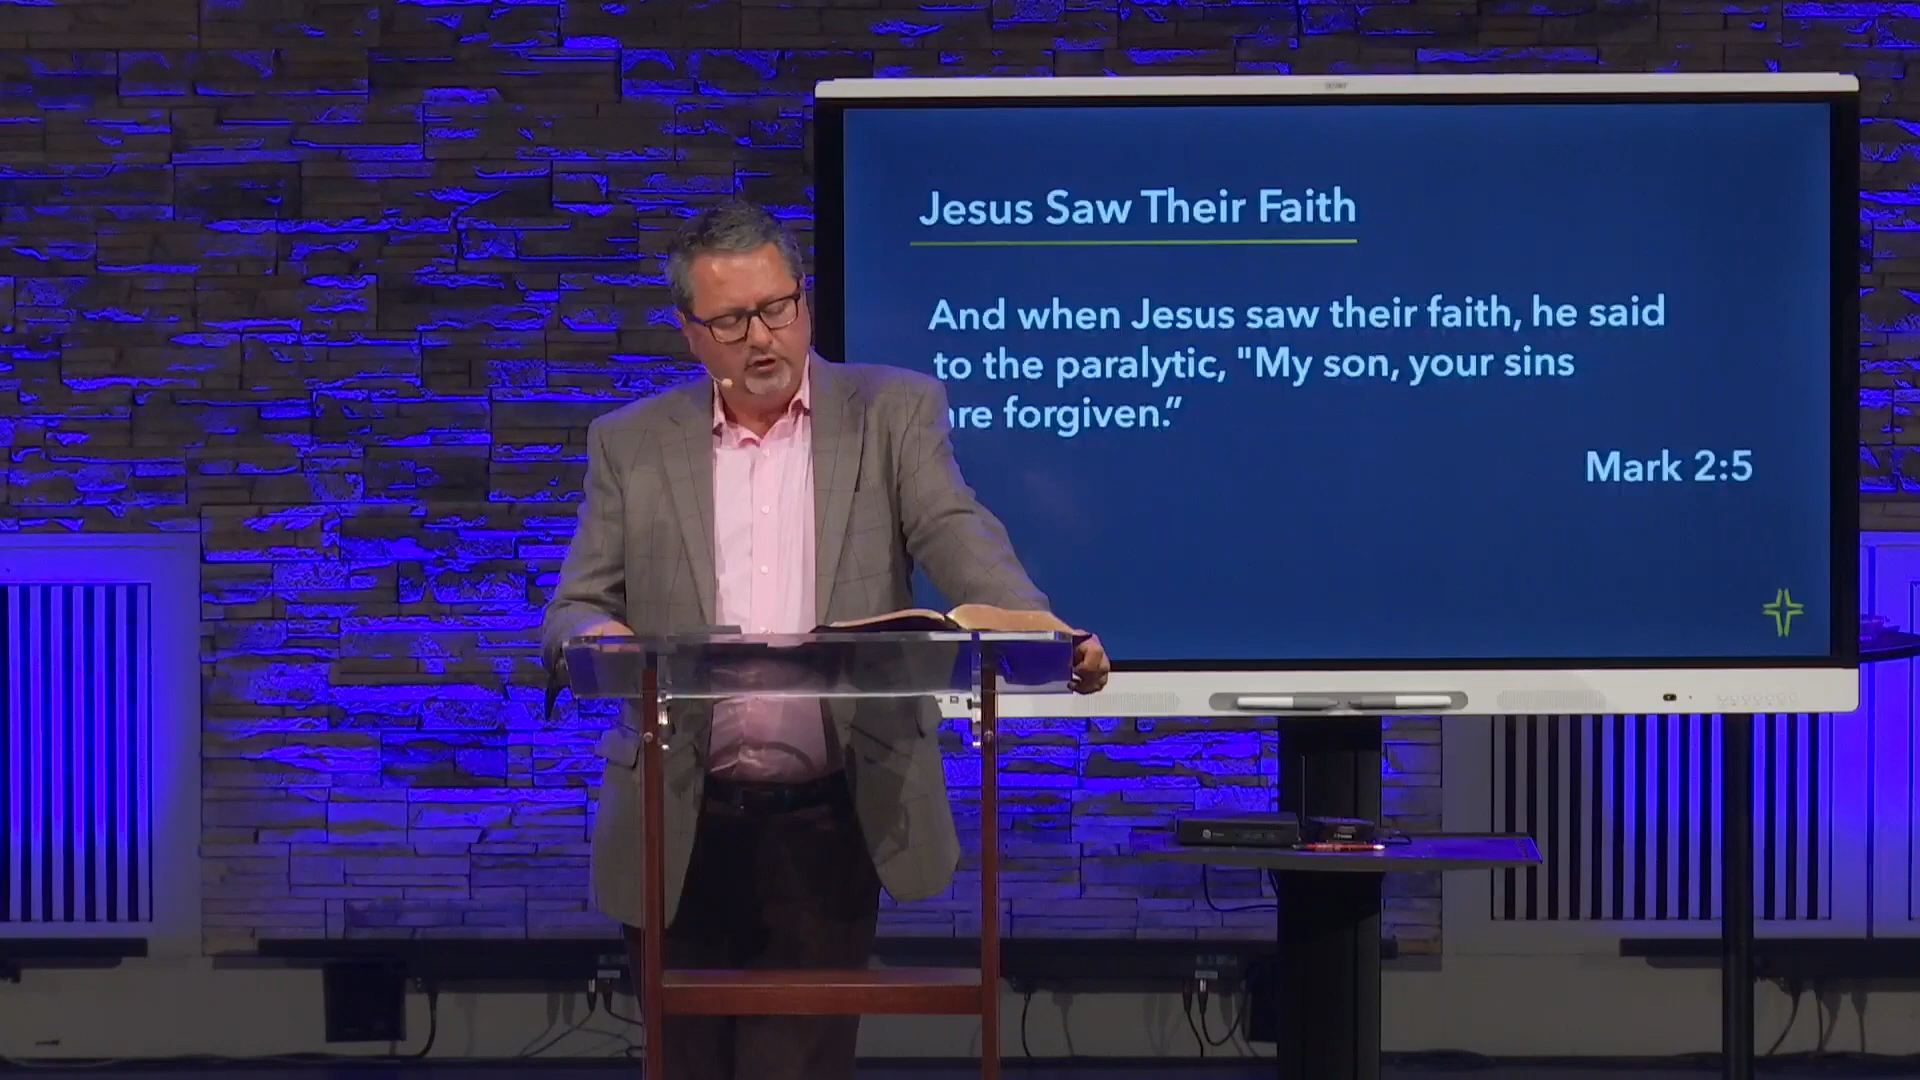 Jesus Saw Their Faith
And when Jesus saw their faith, he said
to the paralytic, "My son, your sins
are forgiven.”
Mark 2:5